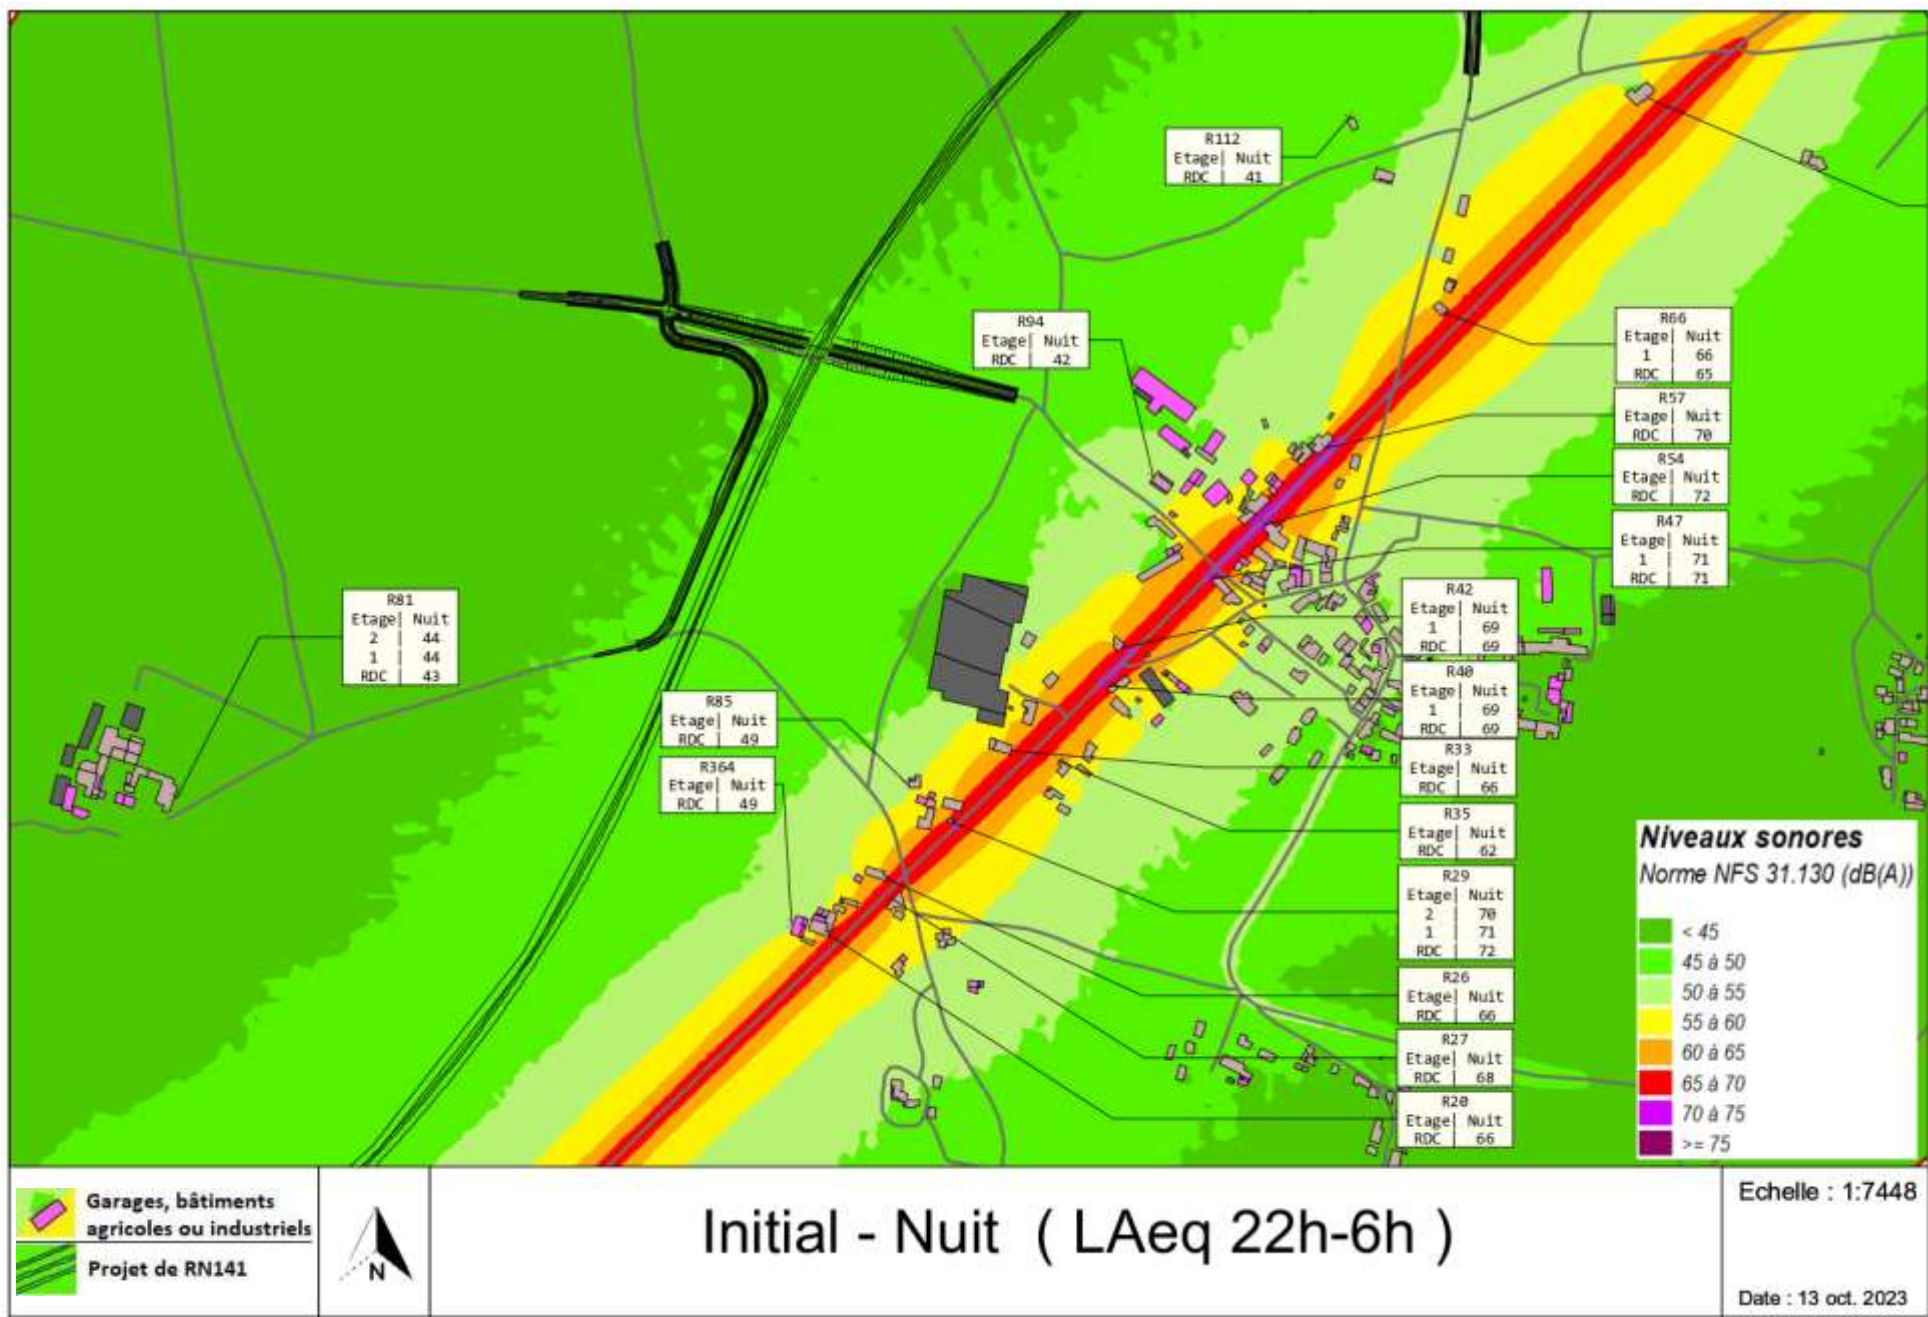 R112
Etage| Nuit
RDC | 41
R94
Etage| Nuit
RDC | 42
R66
Etage| Nuit
1 | 66
RDC | 65
R57
Etage| Nuit
RDC | 70
R54
Etage| Nuit
RDC | 72
R47
Etage| Nuit
1 | 71
RDC | 71
R81
Etage| Nuit
2 | 44
1 | 44
RDC | 43
R42
Etage| Nuit
1 | 69
RDC | 69
R40
Etage| Nuit
1 | 69
RDC | 69
R85
Etage| Nuit
RDC | 49
R364
Etage| Nuit
RDC | 49
R33
Etage| Nuit
RDC | 66
R35
Etage| Nuit
RDC | 62
R29
Etage| Nuit
2 | 70
1 | 71
RDC | 72
R26
Etage| Nuit
RDC | 66
R27
Etage| Nuit
RDC | 68
R20
Etage| Nuit
RDC | 66
Niveaux sonores
Norme NFS 31.130 (dB(A))
< 45
45 à 50
50 à 55
55 à 60
60 à 65
65 à 70
70 à 75
>= 75
Garages, bâtiments
agricoles ou industriels
Projet de RN141
N
Initial - Nuit ( LAeq 22h-6h )
Echelle : 1:7448
Date : 13 oct. 2023